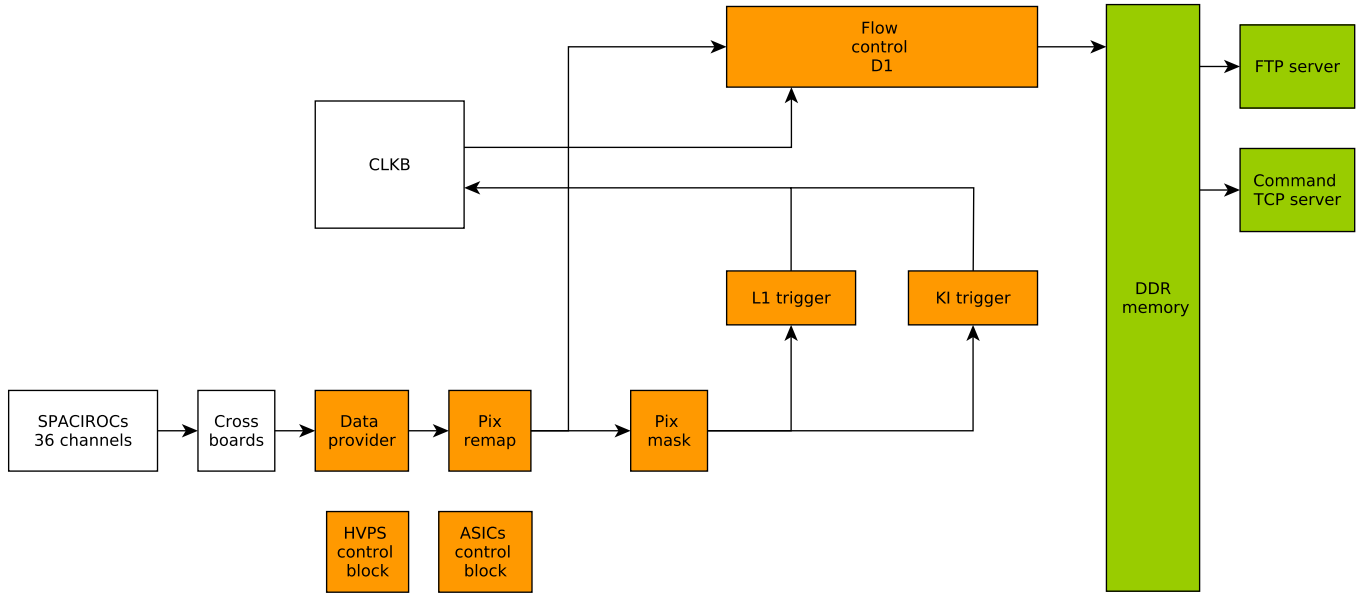 Flow
control
D1
FTP server
CLKB
Command
TCP server
DDR
memory
L1 trigger
KI trigger
SPACIROCs
36 channels
Cross
boards
Data
provider
Pix
remap
Pix
mask
HVPS
control
block
ASICs
control
block